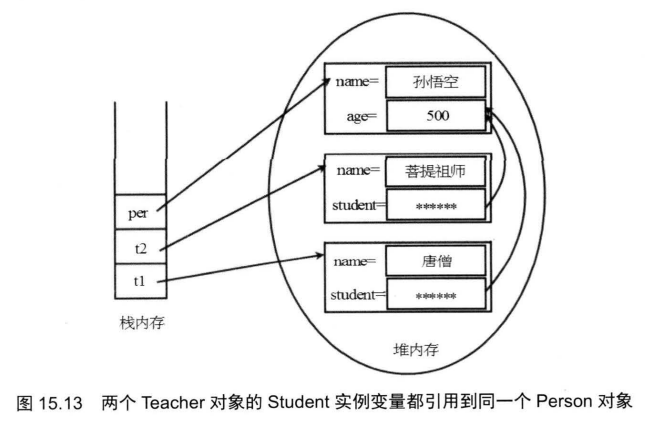 name= 孙悟空
age= 500
name= 菩提祖师
student= ******
name= 唐僧
student= ******
per
t2
t1
栈内存
堆内存
图 15.13 两个 Teacher 对象的 Student 实例变量都引用到同一个 Person 对象